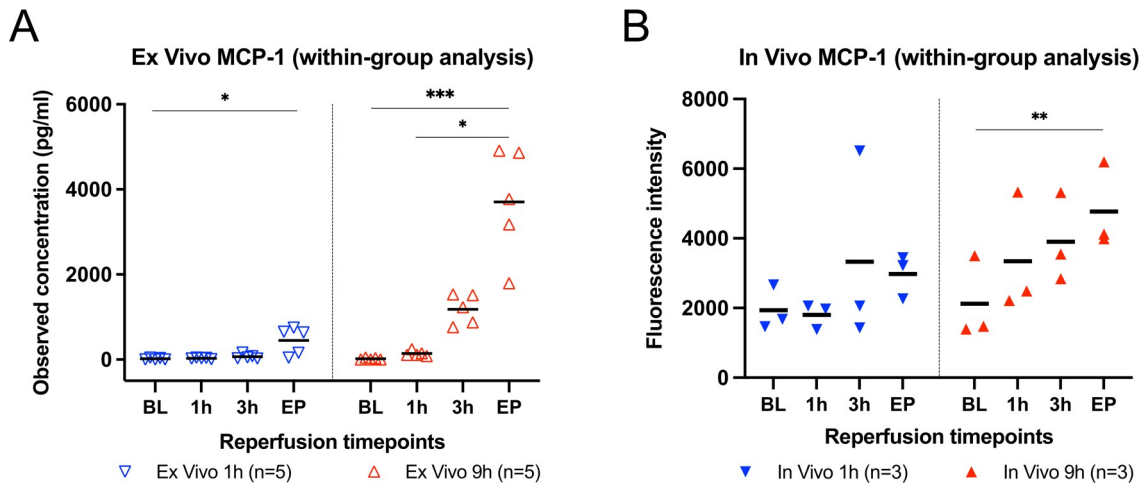 A
Ex Vivo MCP-1 (within-group analysis)
Observed concentration (pg/ml)
6000
4000
2000
0
*
***
*
BL 1h 3h EP BL 1h 3h EP
Reperfusion timepoints
Ex Vivo 1h (n=5) Ex Vivo 9h (n=5)
B
In Vivo MCP-1 (within-group analysis)
Fluorescence intensity
8000
6000
4000
2000
0
**
BL 1h 3h EP BL 1h 3h EP
Reperfusion timepoints
In Vivo 1h (n=3) In Vivo 9h (n=3)